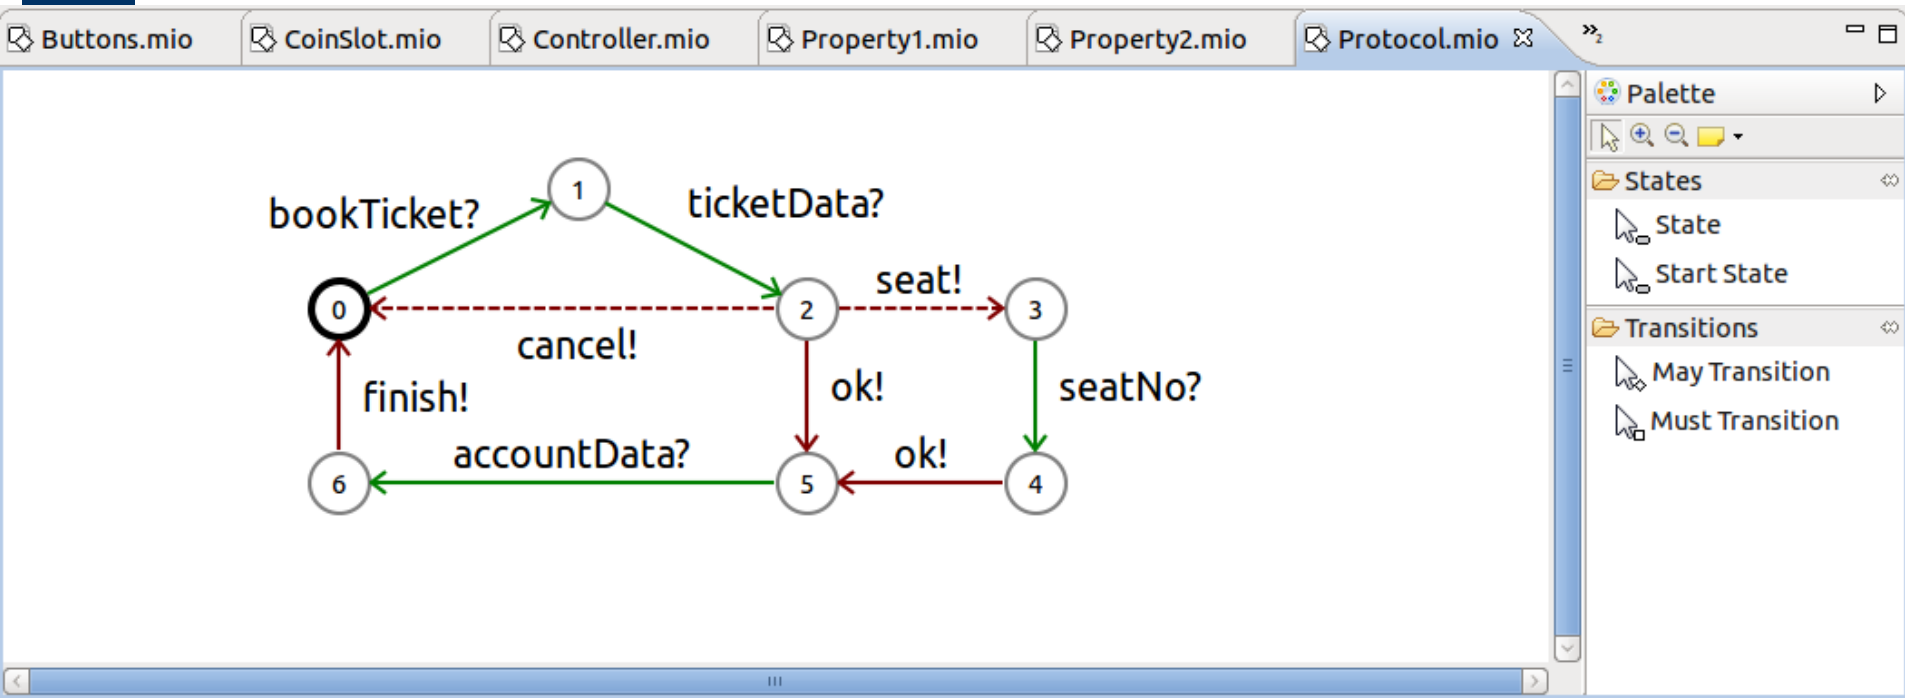 Buttons.mio CoinSlot.mio Controller.mio Property1.mio Property2.mio Protocol.mio »2
Palette
States
State
Start State
Transitions
May Transition
Must Transition
1
bookTicket? ticketData?
seat!
0 2 3
cancel!
finish! ok! seatNo?
accountData? ok!
6 5 4